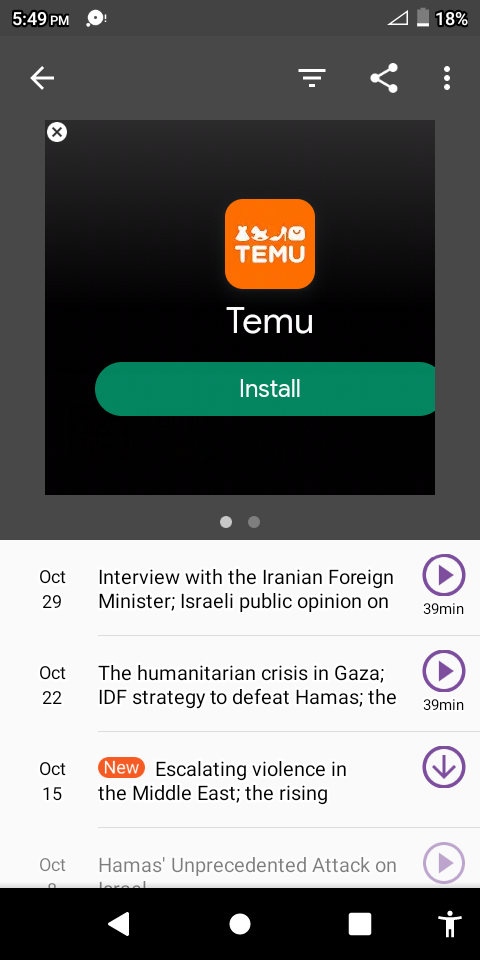 5:49 PM
18%
TEMU
Temu
Install
Oct
29
Interview with the Iranian Foreign
Minister; Israeli public opinion on
39min
Oct
22
The humanitarian crisis in Gaza;
IDF strategy to defeat Hamas; the
39min
Oct
15
New Escalating violence in
the Middle East; the rising
Oct
8
Hamas' Unprecedented Attack on
Israel